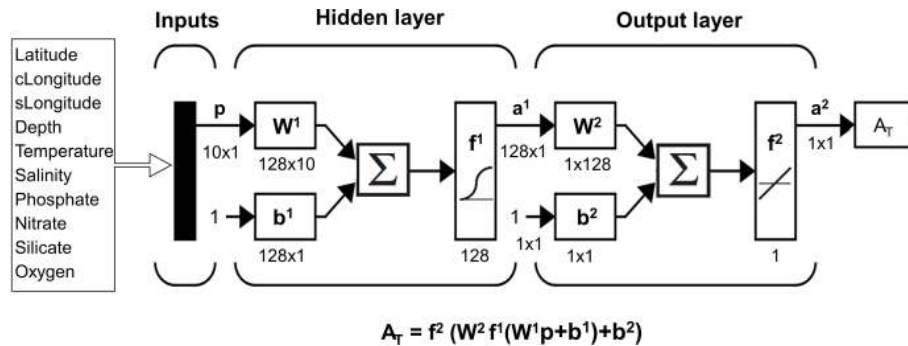 Inputs
Hidden layer
Output layer
Latitude
cLongitude
sLongitude
Depth
Temperature
Salinity
Phosphate
Nitrate
Silicate
Oxygen
p
10x1
1
W¹
128x10
b¹
128x1
Σ
f¹
128
a¹
128x1
1
1x1
W²
1x128
b²
1x1
Σ
f²
1
a²
1x1
A_T
A_T = f² (W² f¹(W¹p+b¹)+b²)